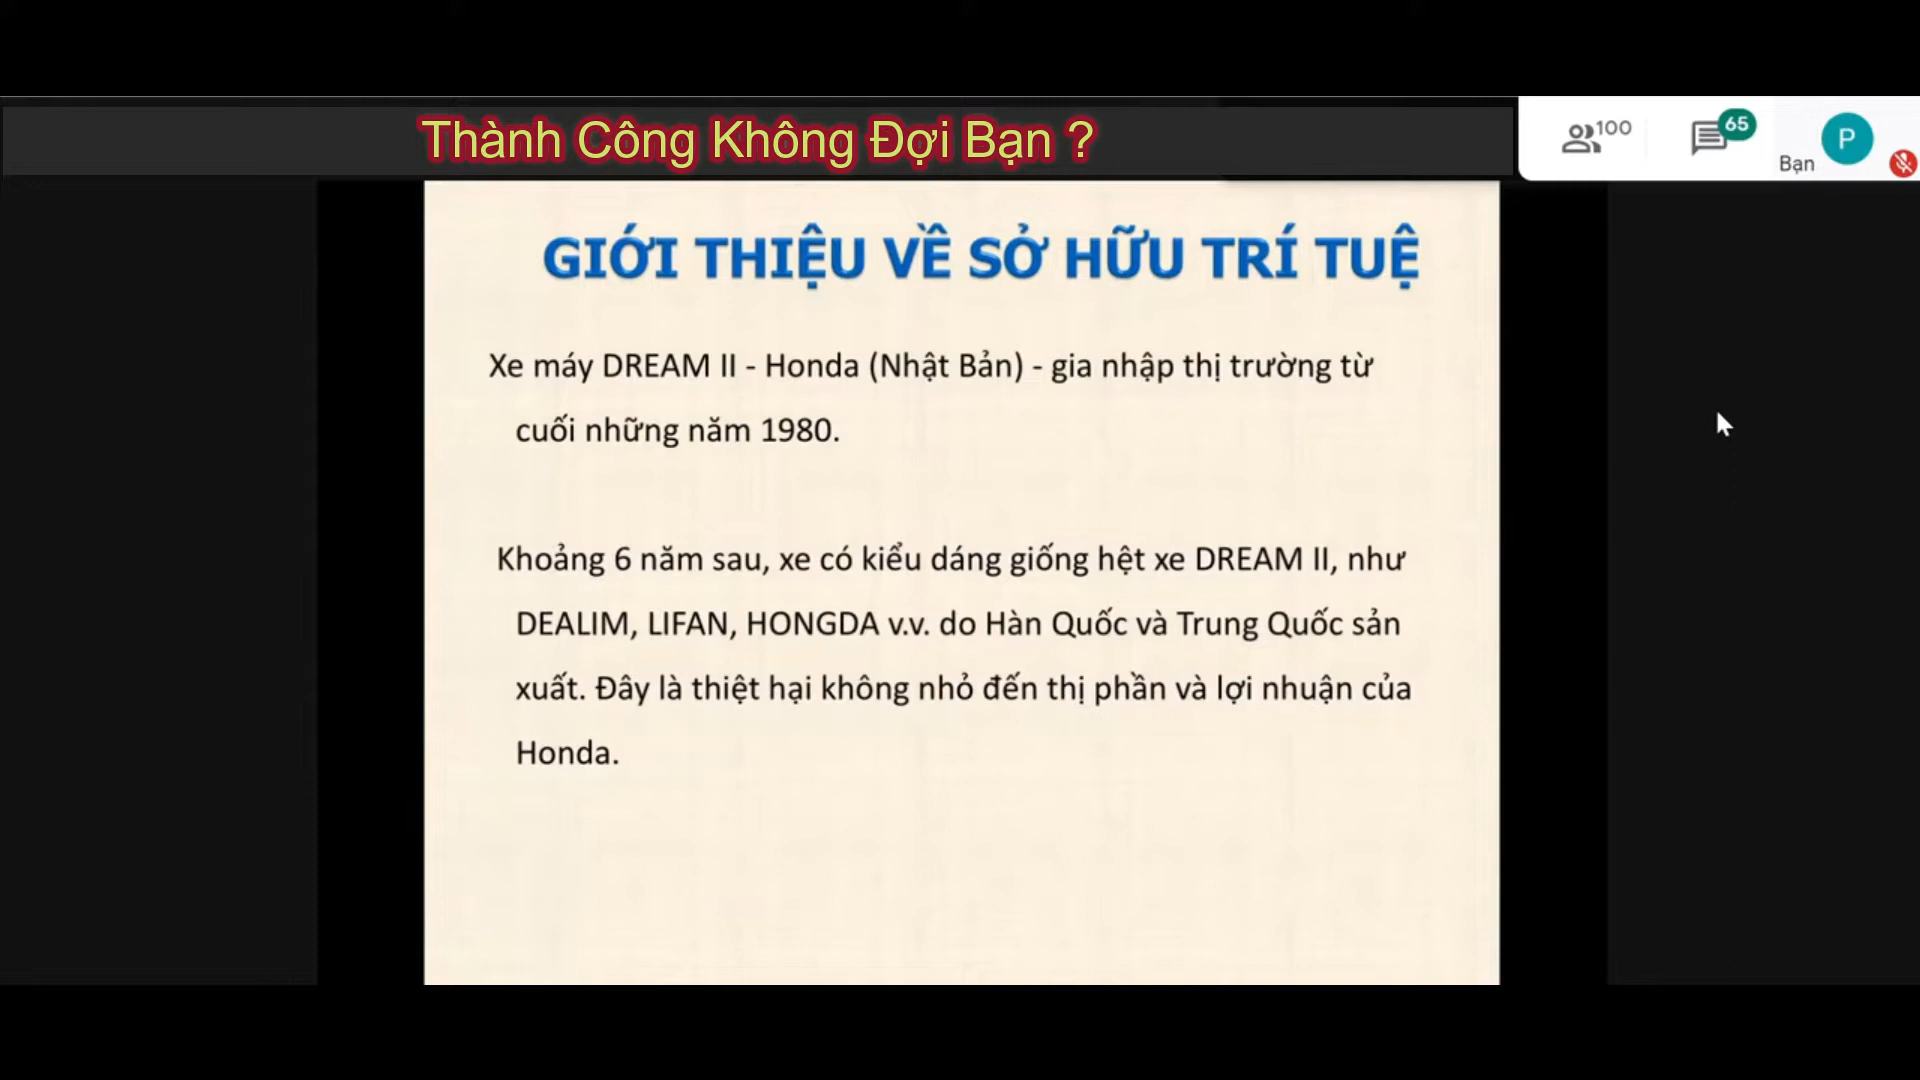 Thành Công Không Đợi Bạn ?
100
65
Bạn
P
GIỚI THIỆU VỀ SỞ HỮU TRÍ TUỆ
Xe máy DREAM II - Honda (Nhật Bản) - gia nhập thị trường từ
cuối những năm 1980.
Khoảng 6 năm sau, xe có kiểu dáng giống hệt xe DREAM II, như
DEALIM, LIFAN, HONGDA v.v. do Hàn Quốc và Trung Quốc sản
xuất. Đây là thiệt hại không nhỏ đến thị phần và lợi nhuận của
Honda.